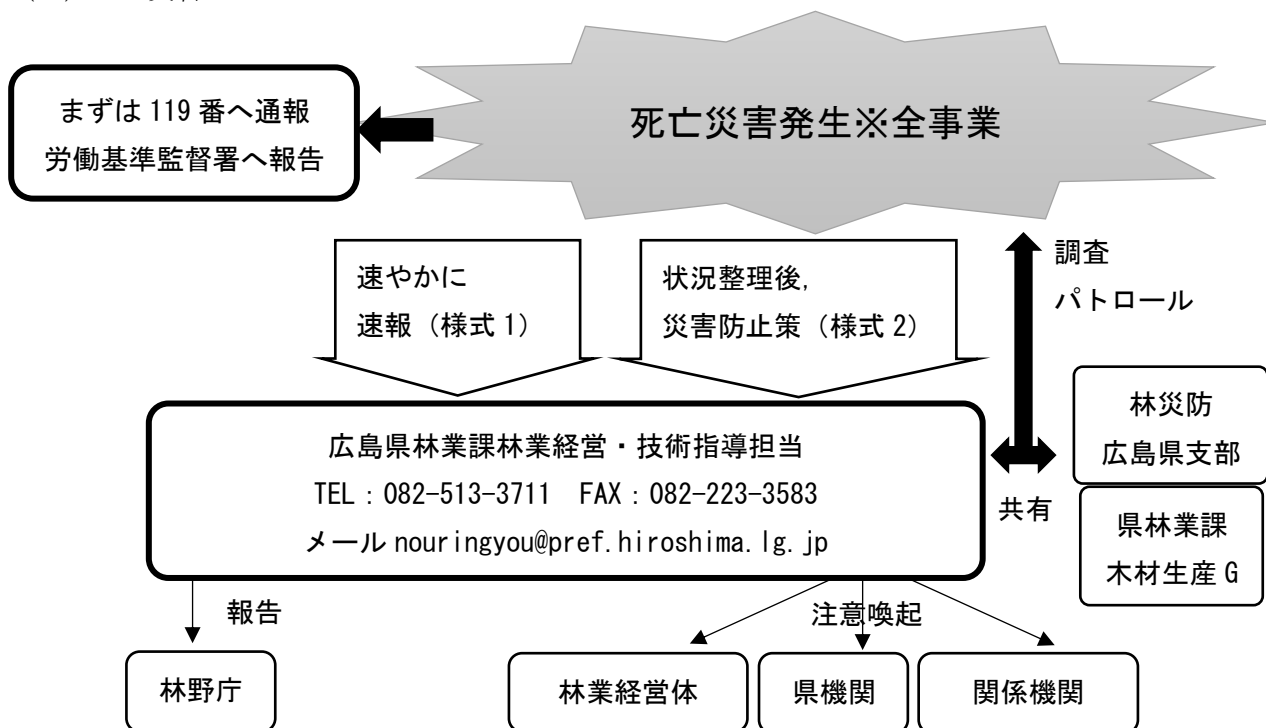 まずは 119 番へ通報
労働基準監督署へ報告
死亡災害発生※全事業
速やかに
速報（様式 1）
状況整理後,
災害防止策（様式 2）
調査
パトロール
広島県林業課林業経営・技術指導担当
TEL：082-513-3711　FAX：082-223-3583
メール nouringyou@pref.hiroshima.lg.jp
共有
林災防
広島県支部
県林業課
木材生産 G
報告
注意喚起
林野庁
林業経営体
県機関
関係機関